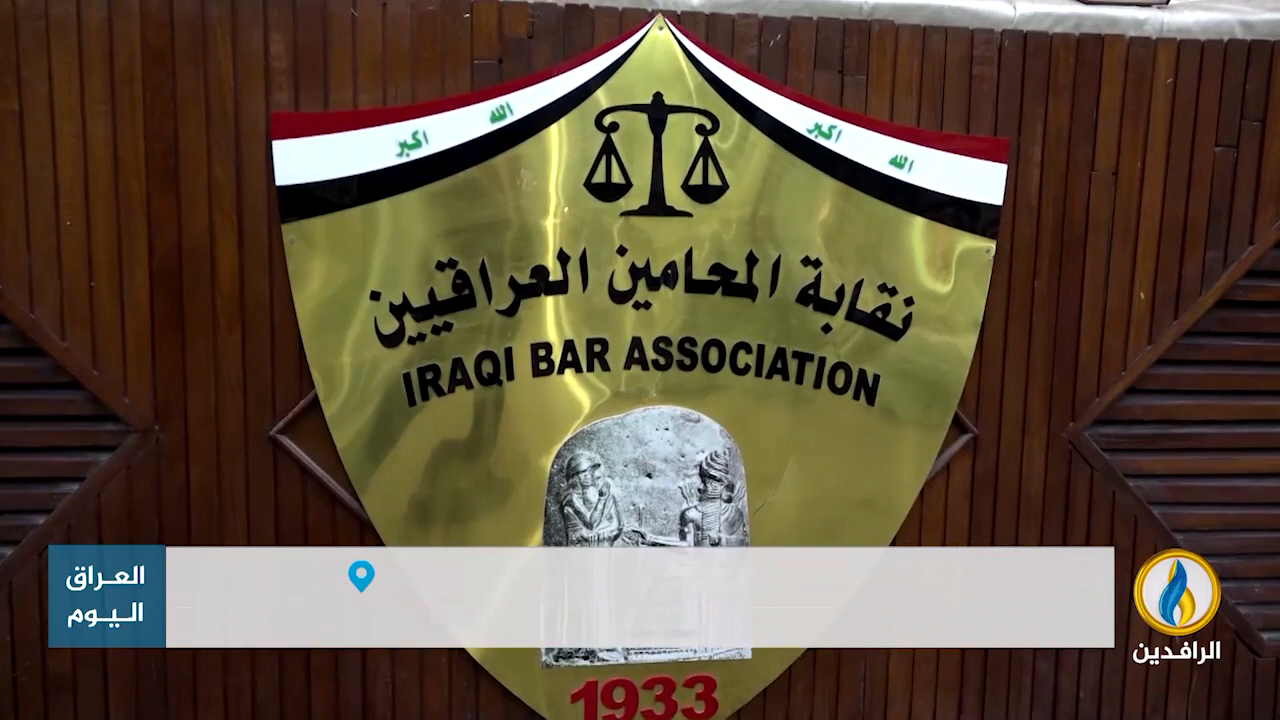 الله اكبر
الله اكبر
نقابة المحامين العراقيين
IRAQI BAR ASSOCIATION
العراق
اليوم
الرافدين
1933